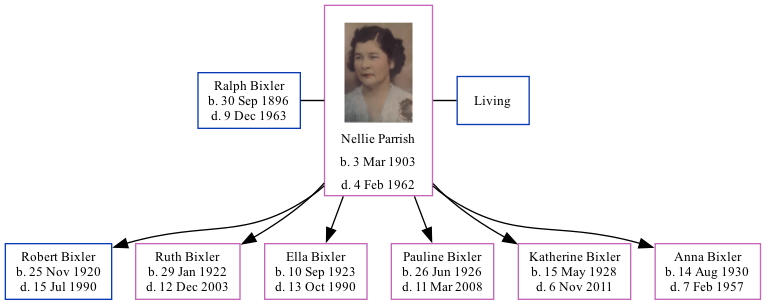 Ralph Bixler
b. 30 Sep 1896
d. 9 Dec 1963
Nellie Parrish
b. 3 Mar 1903
d. 4 Feb 1962
Living
Robert Bixler
b. 25 Nov 1920
d. 15 Jul 1990
Ruth Bixler
b. 29 Jan 1922
d. 12 Dec 2003
Ella Bixler
b. 10 Sep 1923
d. 13 Oct 1990
Pauline Bixler
b. 26 Jun 1926
d. 11 Mar 2008
Katherine Bixler
b. 15 May 1928
d. 6 Nov 2011
Anna Bixler
b. 14 Aug 1930
d. 7 Feb 1957